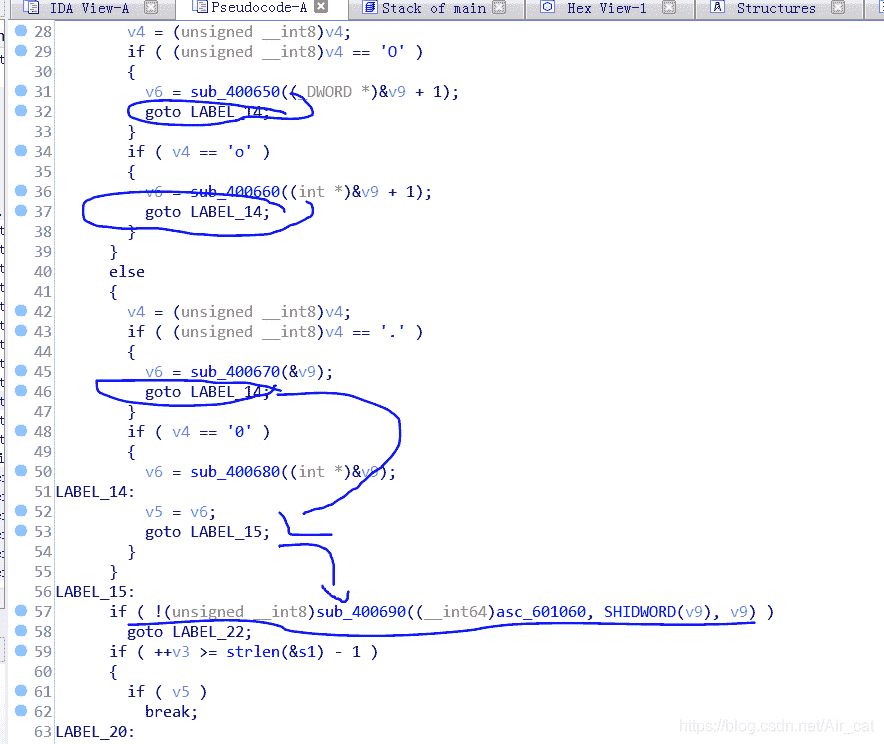 IDA View-A Pseudocode-A Stack of main Hex View-1 Structures
28 v4 = (unsigned __int8)v4;
29 if ( (unsigned __int8)v4 == 'O' )
30 {
31 v6 = sub_400650((_DWORD *)&v9 + 1);
32 goto LABEL_14;
33 }
34 if ( v4 == 'o' )
35 {
36 v6 = sub_400660((int *)&v9 + 1);
37 goto LABEL_14;
38 }
39 }
40 else
41 {
42 v4 = (unsigned __int8)v4;
43 if ( (unsigned __int8)v4 == '.' )
44 {
45 v6 = sub_400670(&v9);
46 goto LABEL_14;
47 }
48 if ( v4 == '0' )
49 {
50 v6 = sub_400680((int *)&v9);
51 LABEL_14:
52 v5 = v6;
53 goto LABEL_15;
54 }
55 }
56 LABEL_15:
57 if ( !(unsigned __int8)sub_400690((__int64)asc_601060, SHIDWORD(v9), v9) )
58 goto LABEL_22;
59 if ( ++v3 >= strlen(&s1) - 1 )
60 {
61 if ( v5 )
62 break;
63 LABEL_20:
https://blog.csdn.net/Air_cat